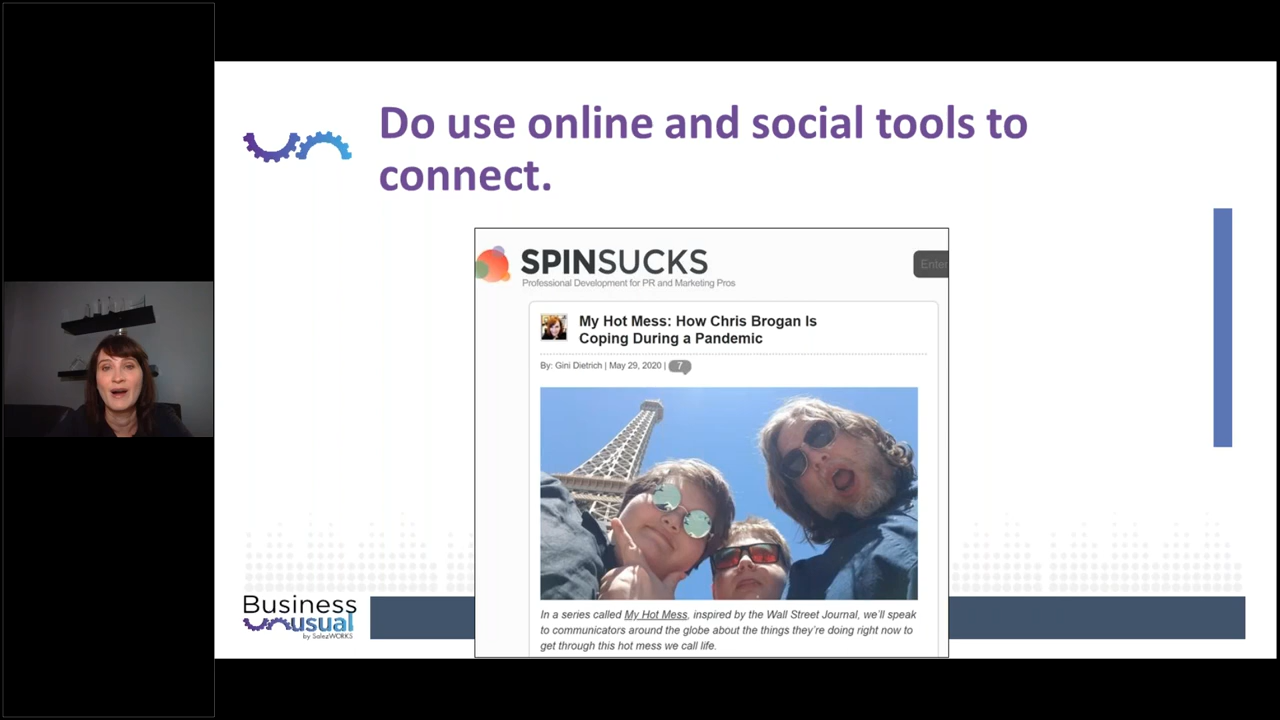 Do use online and social tools to
connect.
SPINSUCKS
Professional Development for PR and Marketing Pros
Enter
My Hot Mess: How Chris Brogan Is
Coping During a Pandemic
By: Gini Dietrich | May 29, 2020 | 7
In a series called My Hot Mess, inspired by the Wall Street Journal, we'll speak
to communicators around the globe about the things they're doing right now to
get through this hot mess we call life.
Business
unusual
by SalezWORKS